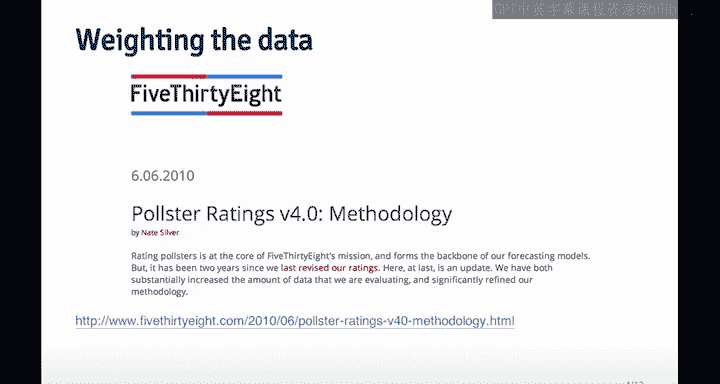 Weighting the data
FiveThirtyEight
6.06.2010
Pollster Ratings v4.0: Methodology
by Nate Silver
Rating pollsters is at the core of FiveThirtyEight's mission, and forms the backbone of our forecasting models.
But, it has been two years since we last revised our ratings. Here, at last, is an update. We have both
substantially increased the amount of data that we are evaluating, and significantly refined our
methodology.
http://www.fivethirtyeight.com/2010/06/pollster-ratings-v40-methodology.html